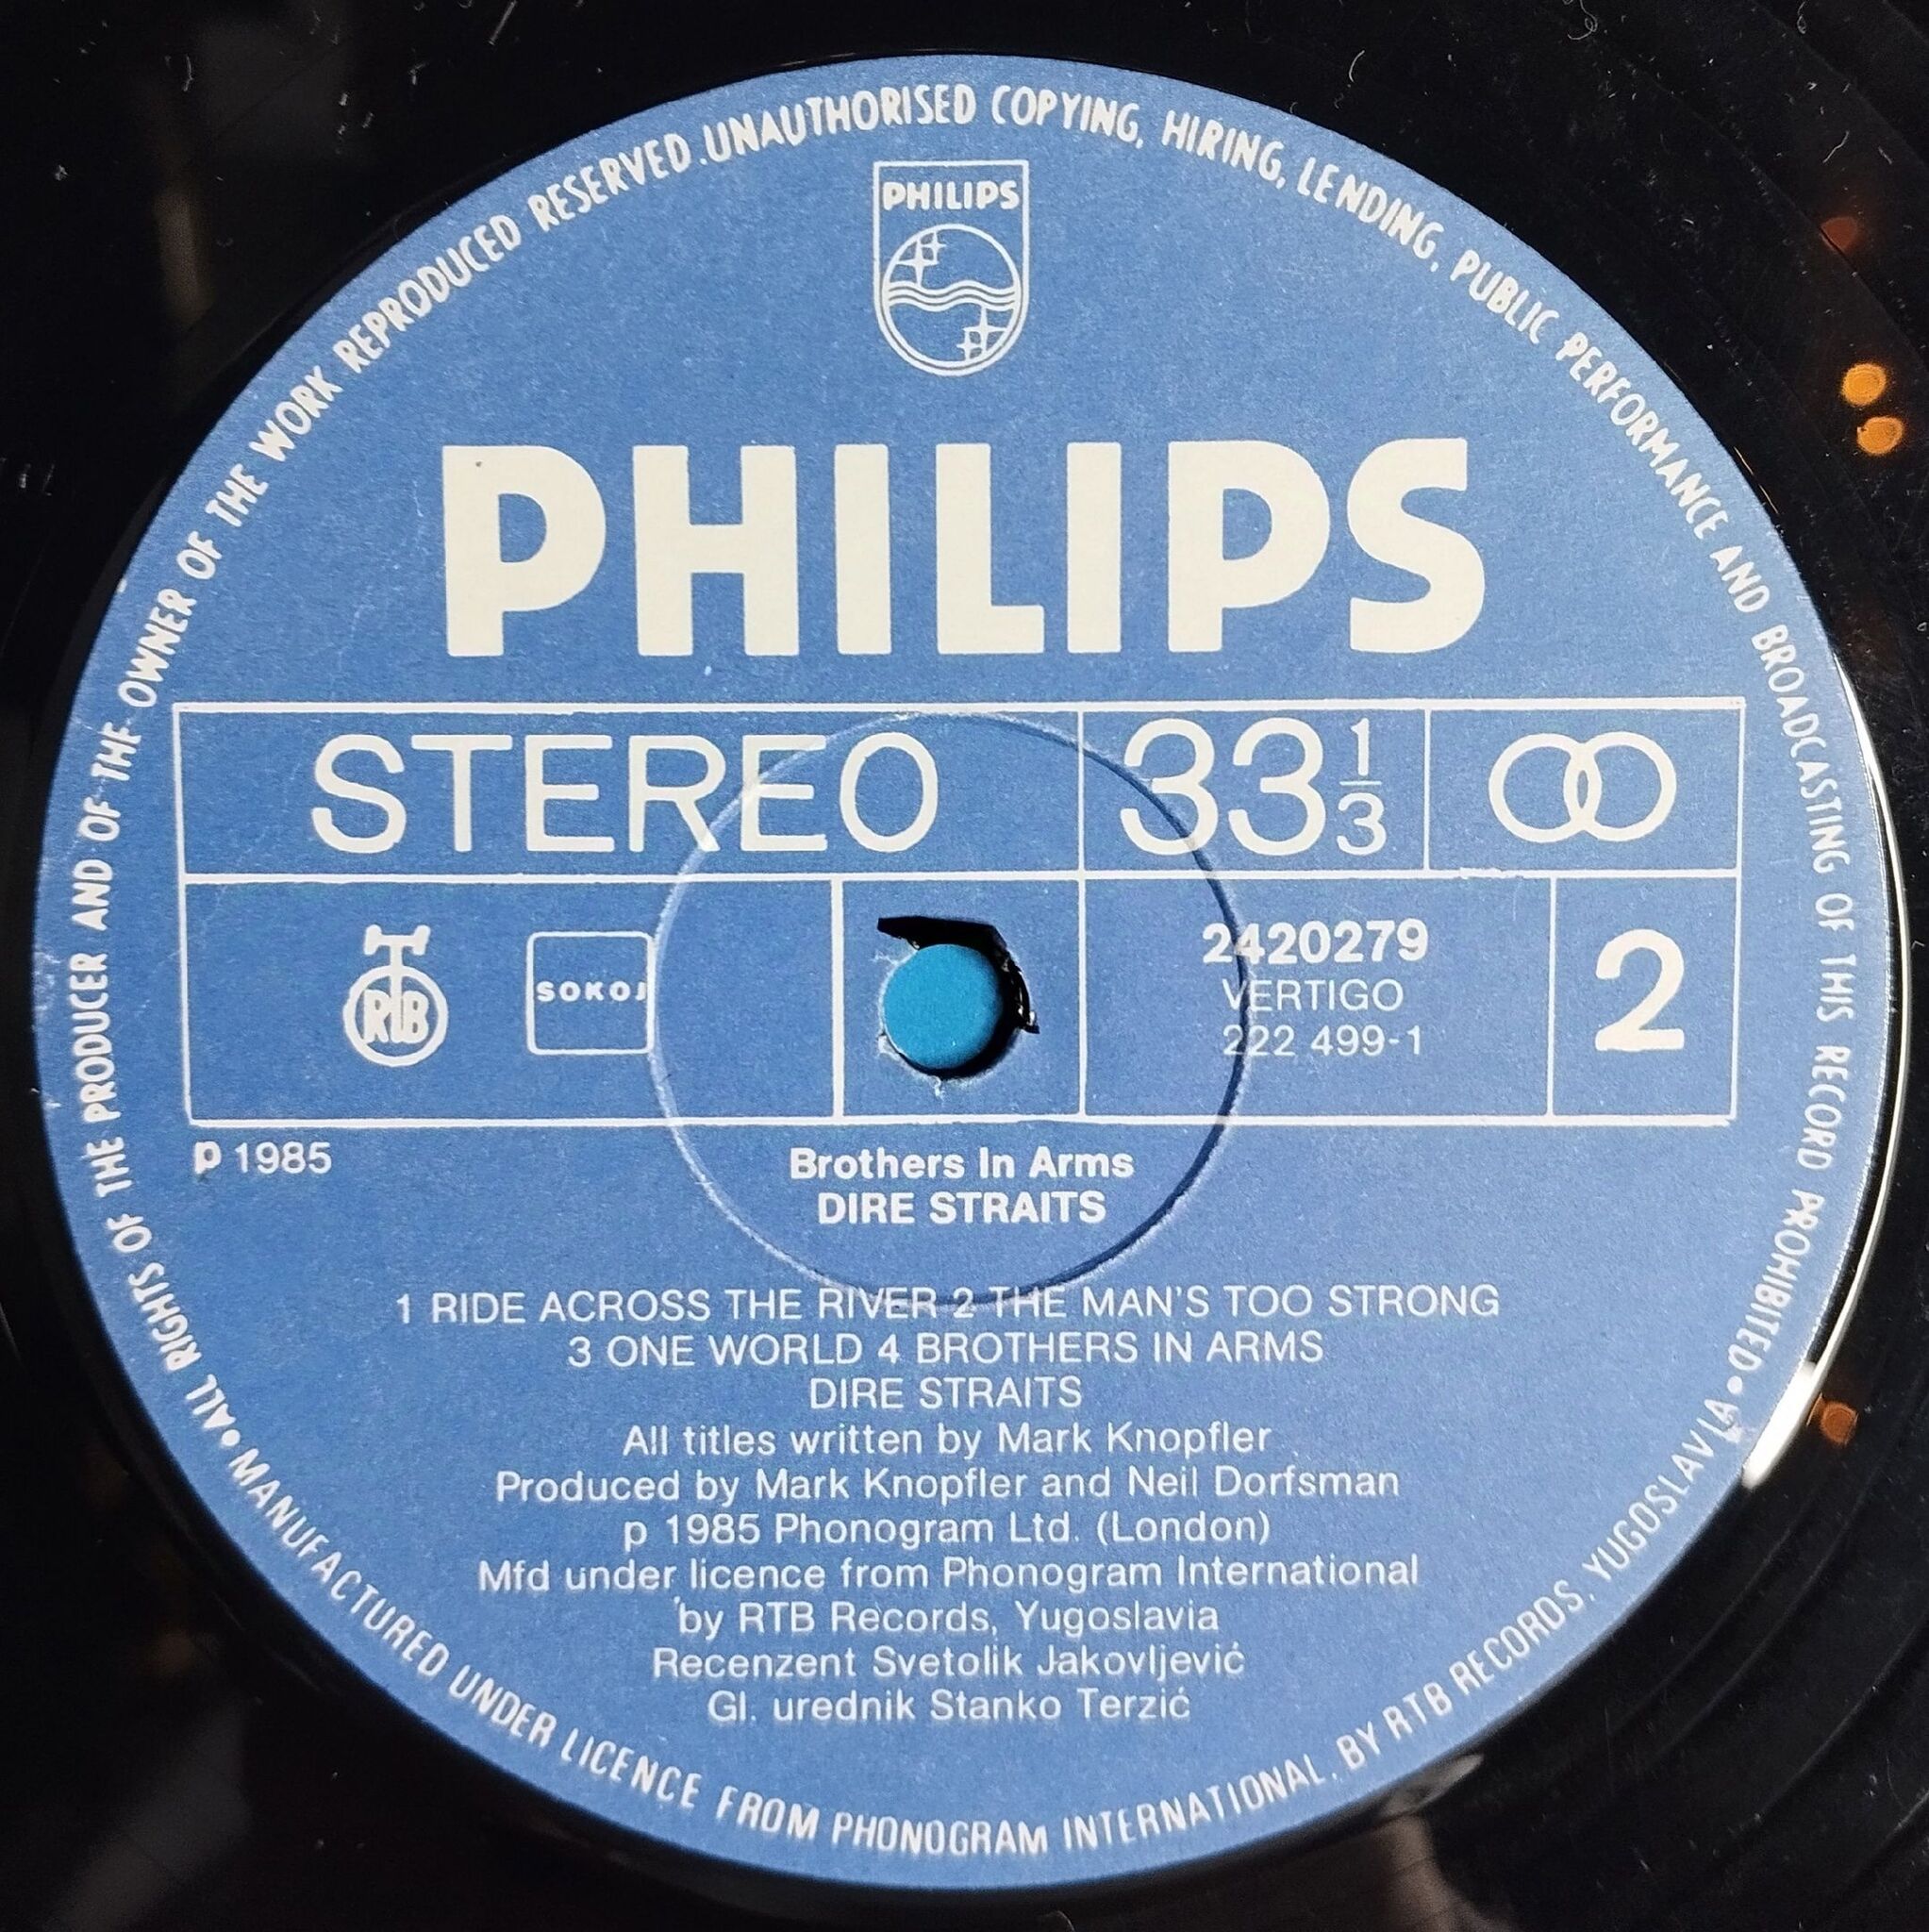 PHILIPS
PHILIPS
STEREO
33 1/3
RTB
SOKOJ
2420279
VERTIGO
222 499-1
2
p 1985
Brothers In Arms
DIRE STRAITS
1 RIDE ACROSS THE RIVER 2 THE MAN'S TOO STRONG
3 ONE WORLD 4 BROTHERS IN ARMS
DIRE STRAITS
All titles written by Mark Knopfler
Produced by Mark Knopfler and Neil Dorfsman
p 1985 Phonogram Ltd. (London)
Mfd under licence from Phonogram International
by RTB Records, Yugoslavia
Recenzent Svetolik Jakovljević
Gl. urednik Stanko Terzić
•ALL RIGHTS OF THE PRODUCER AND OF THE OWNER OF THE WORK REPRODUCED RESERVED.UNAUTHORISED COPYING, HIRING, LENDING, PUBLIC PERFORMANCE AND BROADCASTING OF THIS RECORD PROHIBITED•
MANUFACTURED UNDER LICENCE FROM PHONOGRAM INTERNATIONAL, BY RTB RECORDS, YUGOSLAVIA